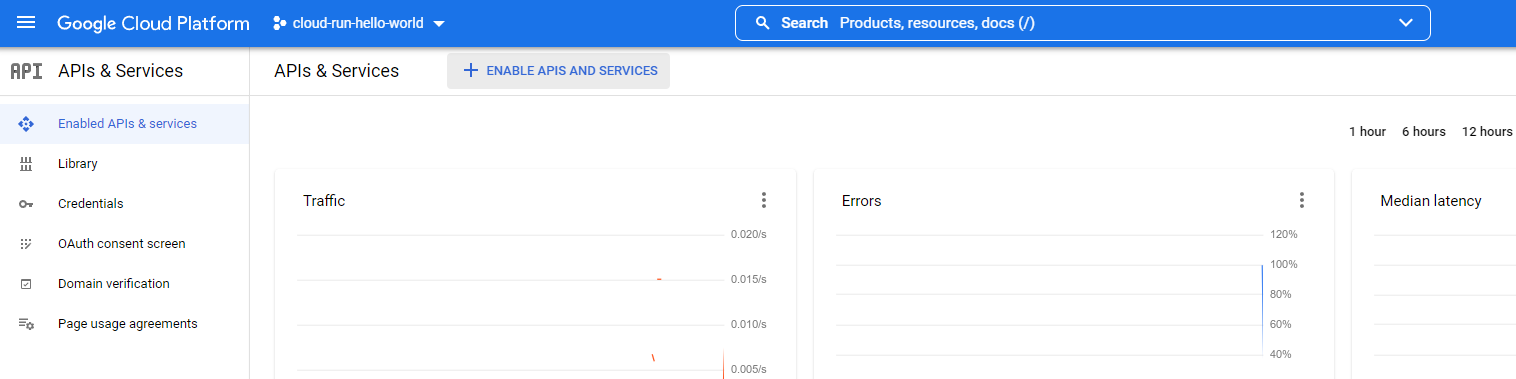 Google Cloud Platform
cloud-run-hello-world
Search Products, resources, docs (/)
API APIs & Services
APIs & Services
ENABLE APIS AND SERVICES
Enabled APIs & services
Library
Credentials
OAuth consent screen
Domain verification
Page usage agreements
1 hour 6 hours 12 hours
Traffic
0.020/s
0.015/s
0.010/s
0.005/s
Errors
120%
100%
80%
60%
40%
Median latency